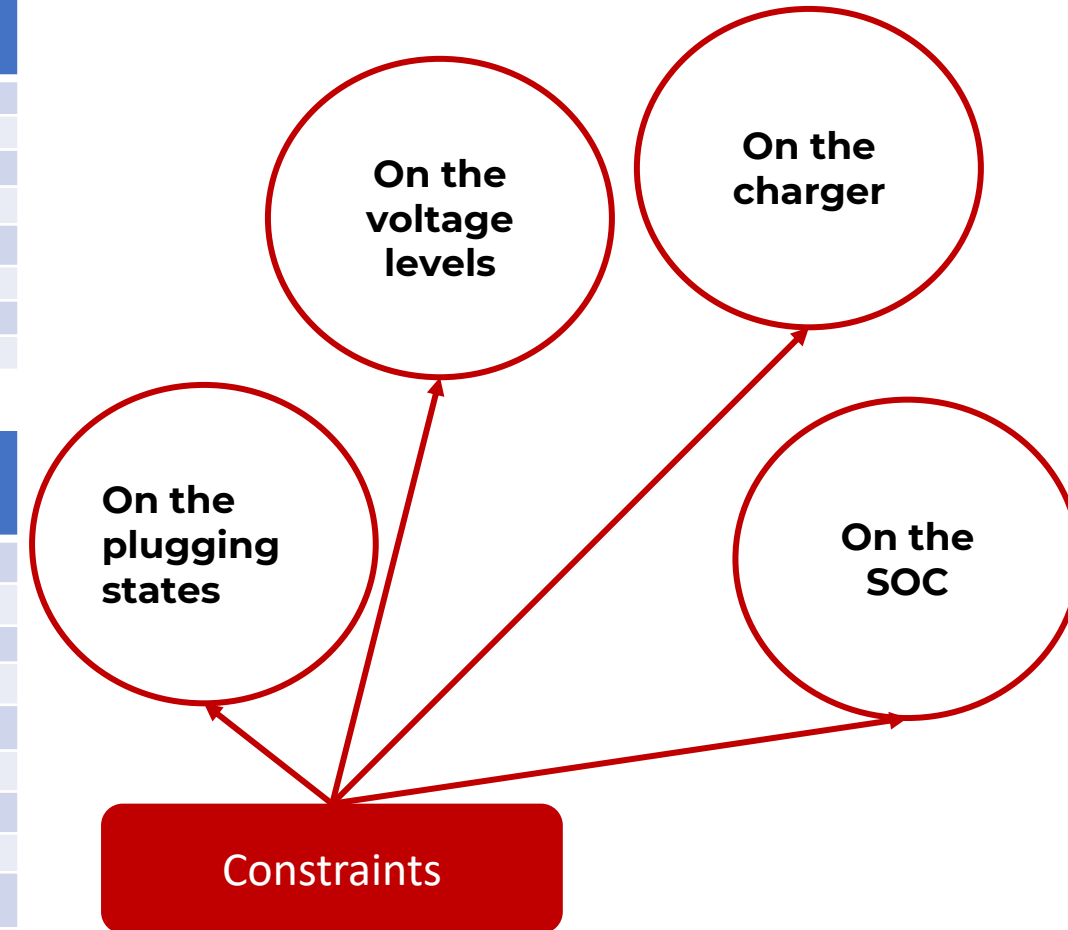 On the
charger
On the
voltage
levels
On the
plugging
states
On the
SOC
Constraints